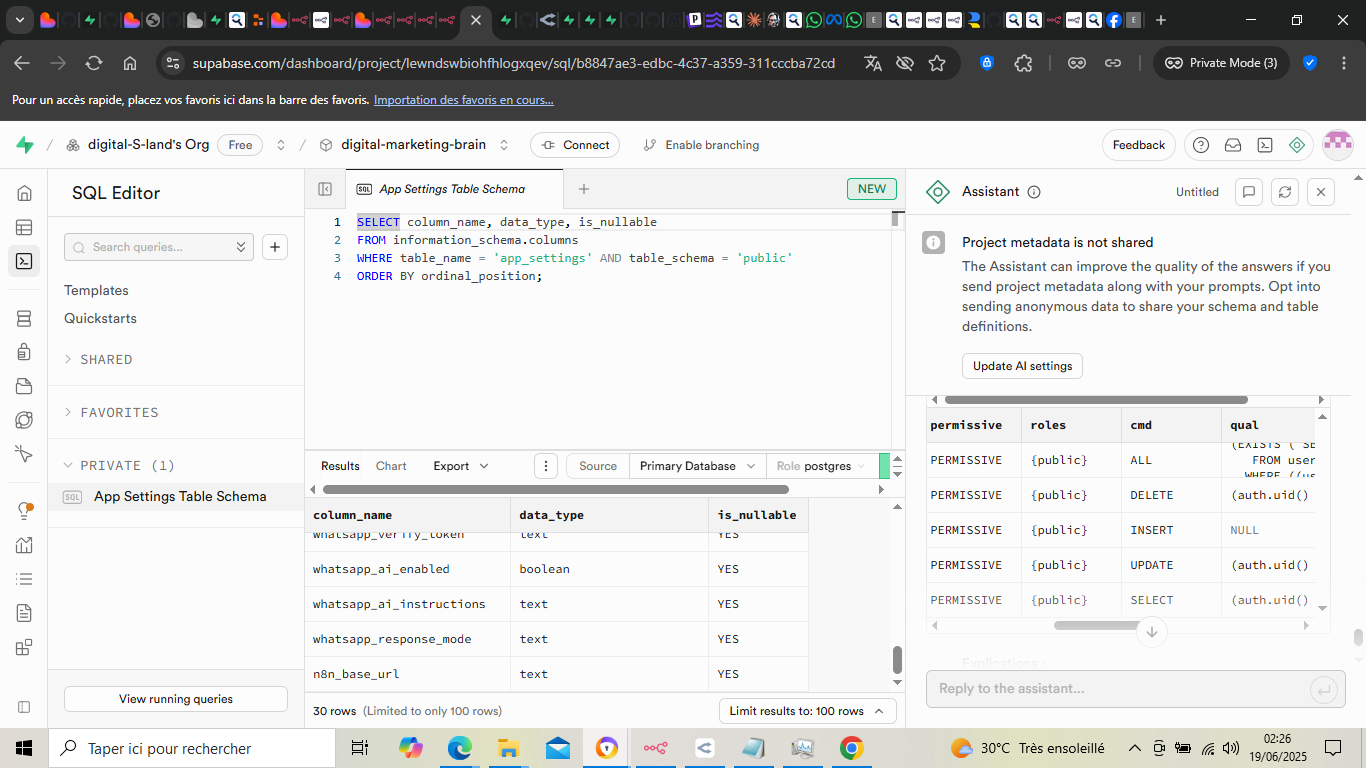 supabase.com/dashboard/project/lewndswbiohfhlogxqev/sql/b8847ae3-edbc-4c37-a359-311cccba72cd
Private Mode (3)
Pour un accès rapide, placez vos favoris ici dans la barre des favoris. Importation des favoris en cours...
/ digital-S-land's Org Free / digital-marketing-brain Connect Enable branching Feedback
SQL Editor
Search queries...
Templates
Quickstarts
SHARED
FAVORITES
PRIVATE (1)
SQL App Settings Table Schema
View running queries
SQL App Settings Table Schema
NEW
1 SELECT column_name, data_type, is_nullable
2 FROM information_schema.columns
3 WHERE table_name = 'app_settings' AND table_schema = 'public'
4 ORDER BY ordinal_position;
Results Chart Export Source Primary Database Role postgres
column_name data_type is_nullable
whatsapp_verify_token text YES
whatsapp_ai_enabled boolean YES
whatsapp_ai_instructions text YES
whatsapp_response_mode text YES
n8n_base_url text YES
30 rows (Limited to only 100 rows) Limit results to: 100 rows
Assistant Untitled
Project metadata is not shared
The Assistant can improve the quality of the answers if you
send project metadata along with your prompts. Opt into
sending anonymous data to share your schema and table
definitions.
Update AI settings
permissive roles cmd qual
(EXISTS ( SE
PERMISSIVE {public} ALL FROM user
WHERE ((us
PERMISSIVE {public} DELETE (auth.uid()
PERMISSIVE {public} INSERT NULL
PERMISSIVE {public} UPDATE (auth.uid()
PERMISSIVE {public} SELECT (auth.uid()
Explications :
Reply to the assistant...
Taper ici pour rechercher
30°C Très ensoleillé
02:26
19/06/2025